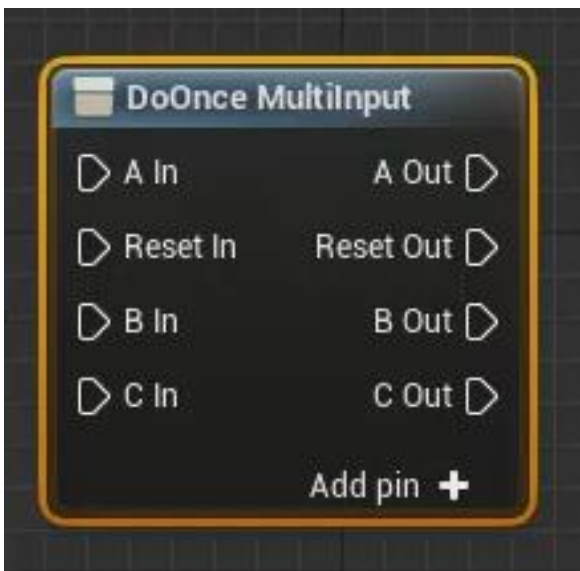 DoOnce MultiInput
A In A Out
Reset In Reset Out
B In B Out
C In C Out
Add pin +